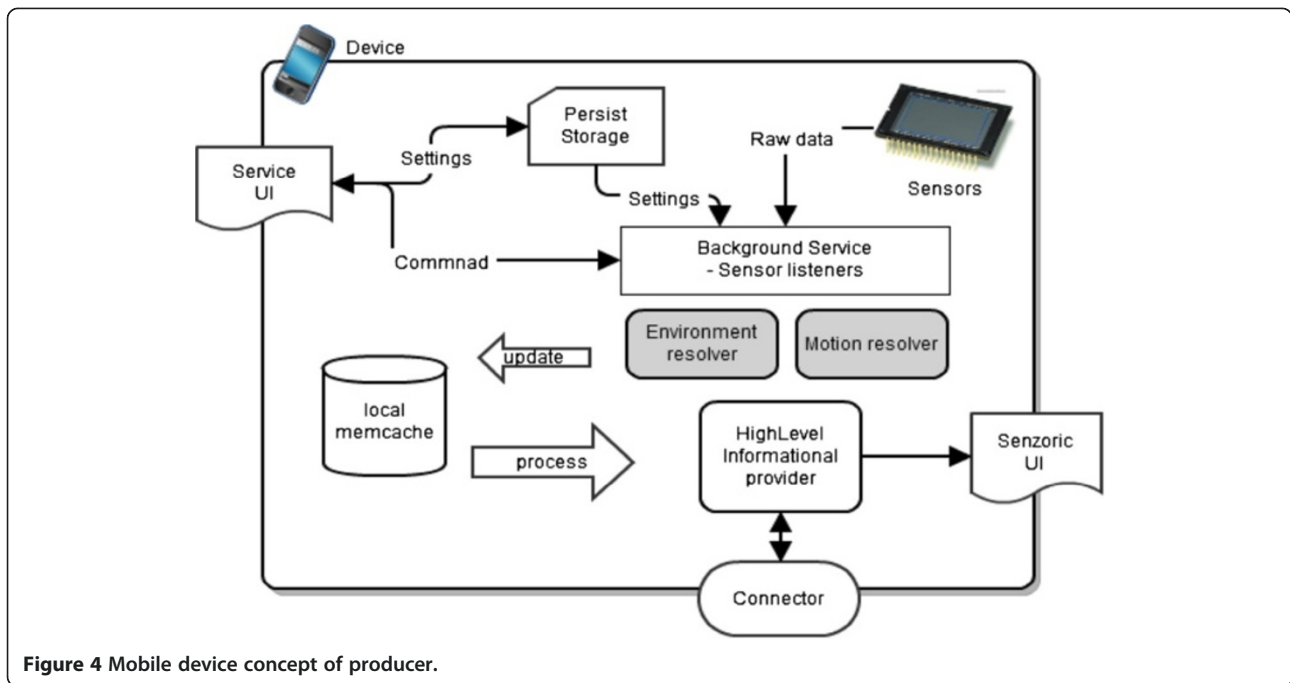 Device
Persist
Storage
Settings
Raw data
Service
UI
Sensors
Settings
Background Service
- Sensor listeners
Commnad
Environment
resolver
Motion resolver
update
local
memcache
HighLevel
Informational
provider
Senzoric
UI
process
Connector
Figure 4 Mobile device concept of producer.